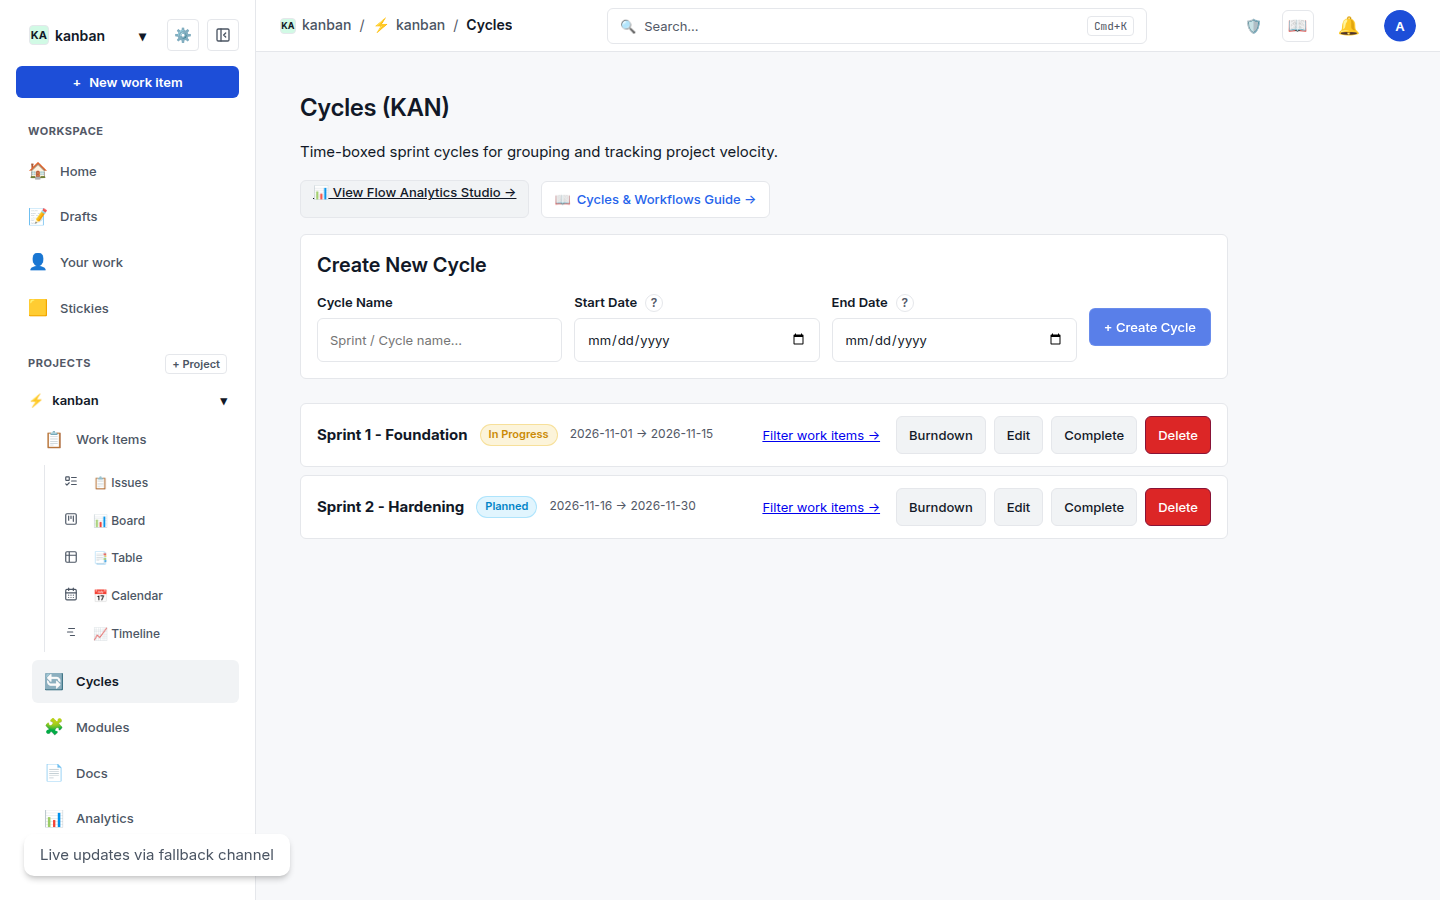 KA kanban ▾
+ New work item
WORKSPACE
Home
Drafts
Your work
Stickies
PROJECTS + Project
kanban ▾
Work Items
Issues
Board
Table
Calendar
Timeline
Cycles
Modules
Docs
Analytics
Live updates via fallback channel
KA kanban / kanban / Cycles
Search... Cmd+K
A
Cycles (KAN)
Time-boxed sprint cycles for grouping and tracking project velocity.
View Flow Analytics Studio → Cycles & Workflows Guide →
Create New Cycle
Cycle Name Start Date ? End Date ?
Sprint / Cycle name... mm/dd/yyyy mm/dd/yyyy + Create Cycle
Sprint 1 - Foundation In Progress 2026-11-01 → 2026-11-15 Filter work items → Burndown Edit Complete Delete
Sprint 2 - Hardening Planned 2026-11-16 → 2026-11-30 Filter work items → Burndown Edit Complete Delete